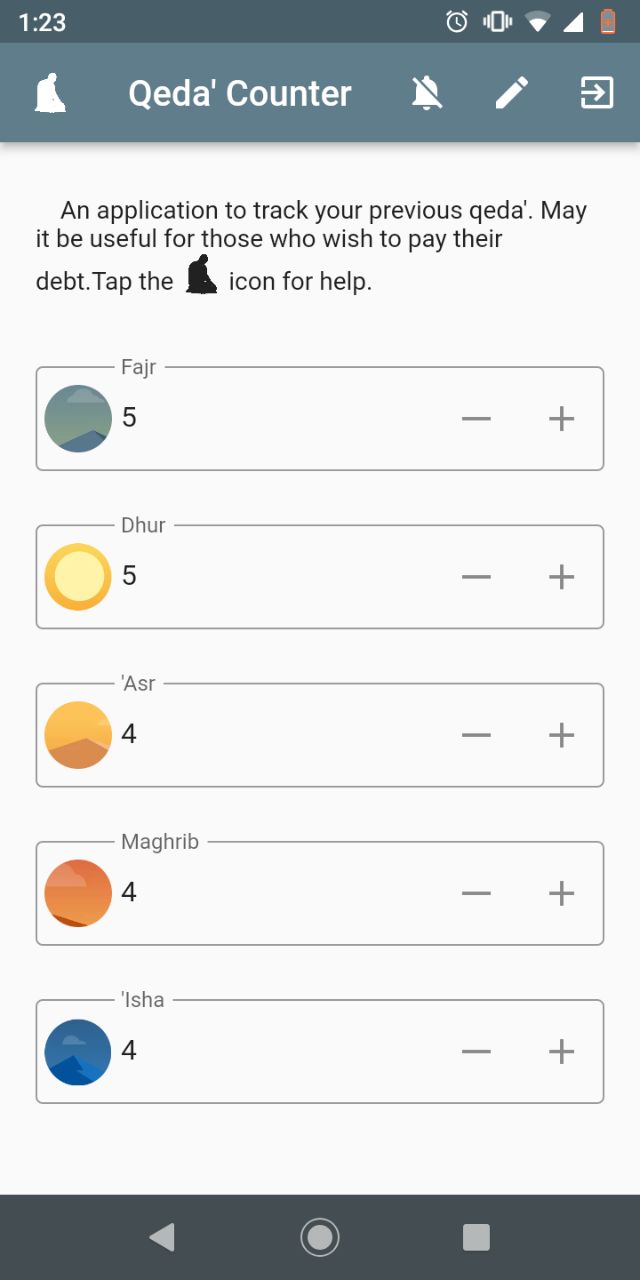 1:23
Qeda' Counter
An application to track your previous qeda'. May
it be useful for those who wish to pay their
debt.Tap the icon for help.
Fajr
5
Dhur
5
'Asr
4
Maghrib
4
'Isha
4